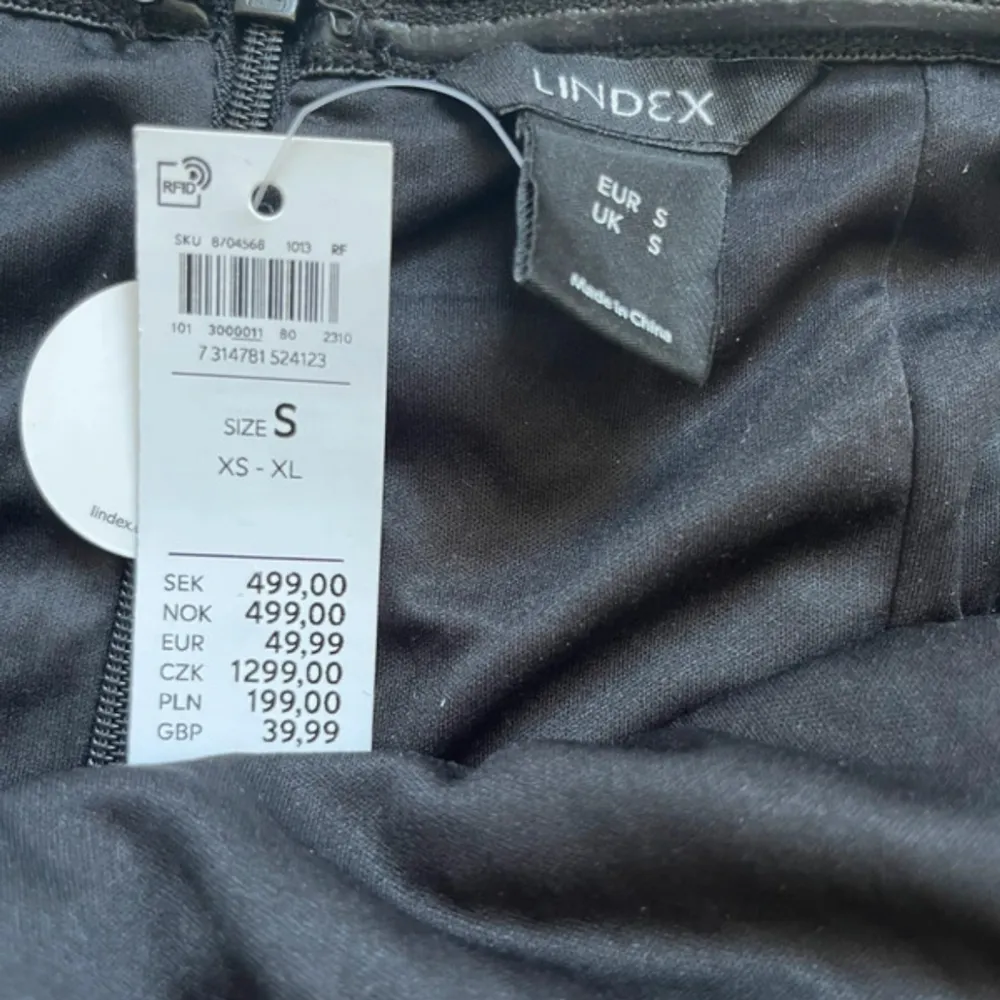 LINDEX
EUR S
UK S
Made in China
RFID
SKU 8704568 1013 RF
101 3000011 80 2310
7 314781 524123
SIZE S
XS - XL
SEK 499,00
NOK 499,00
EUR 49,99
CZK 1299,00
PLN 199,00
GBP 39,99
lindex.